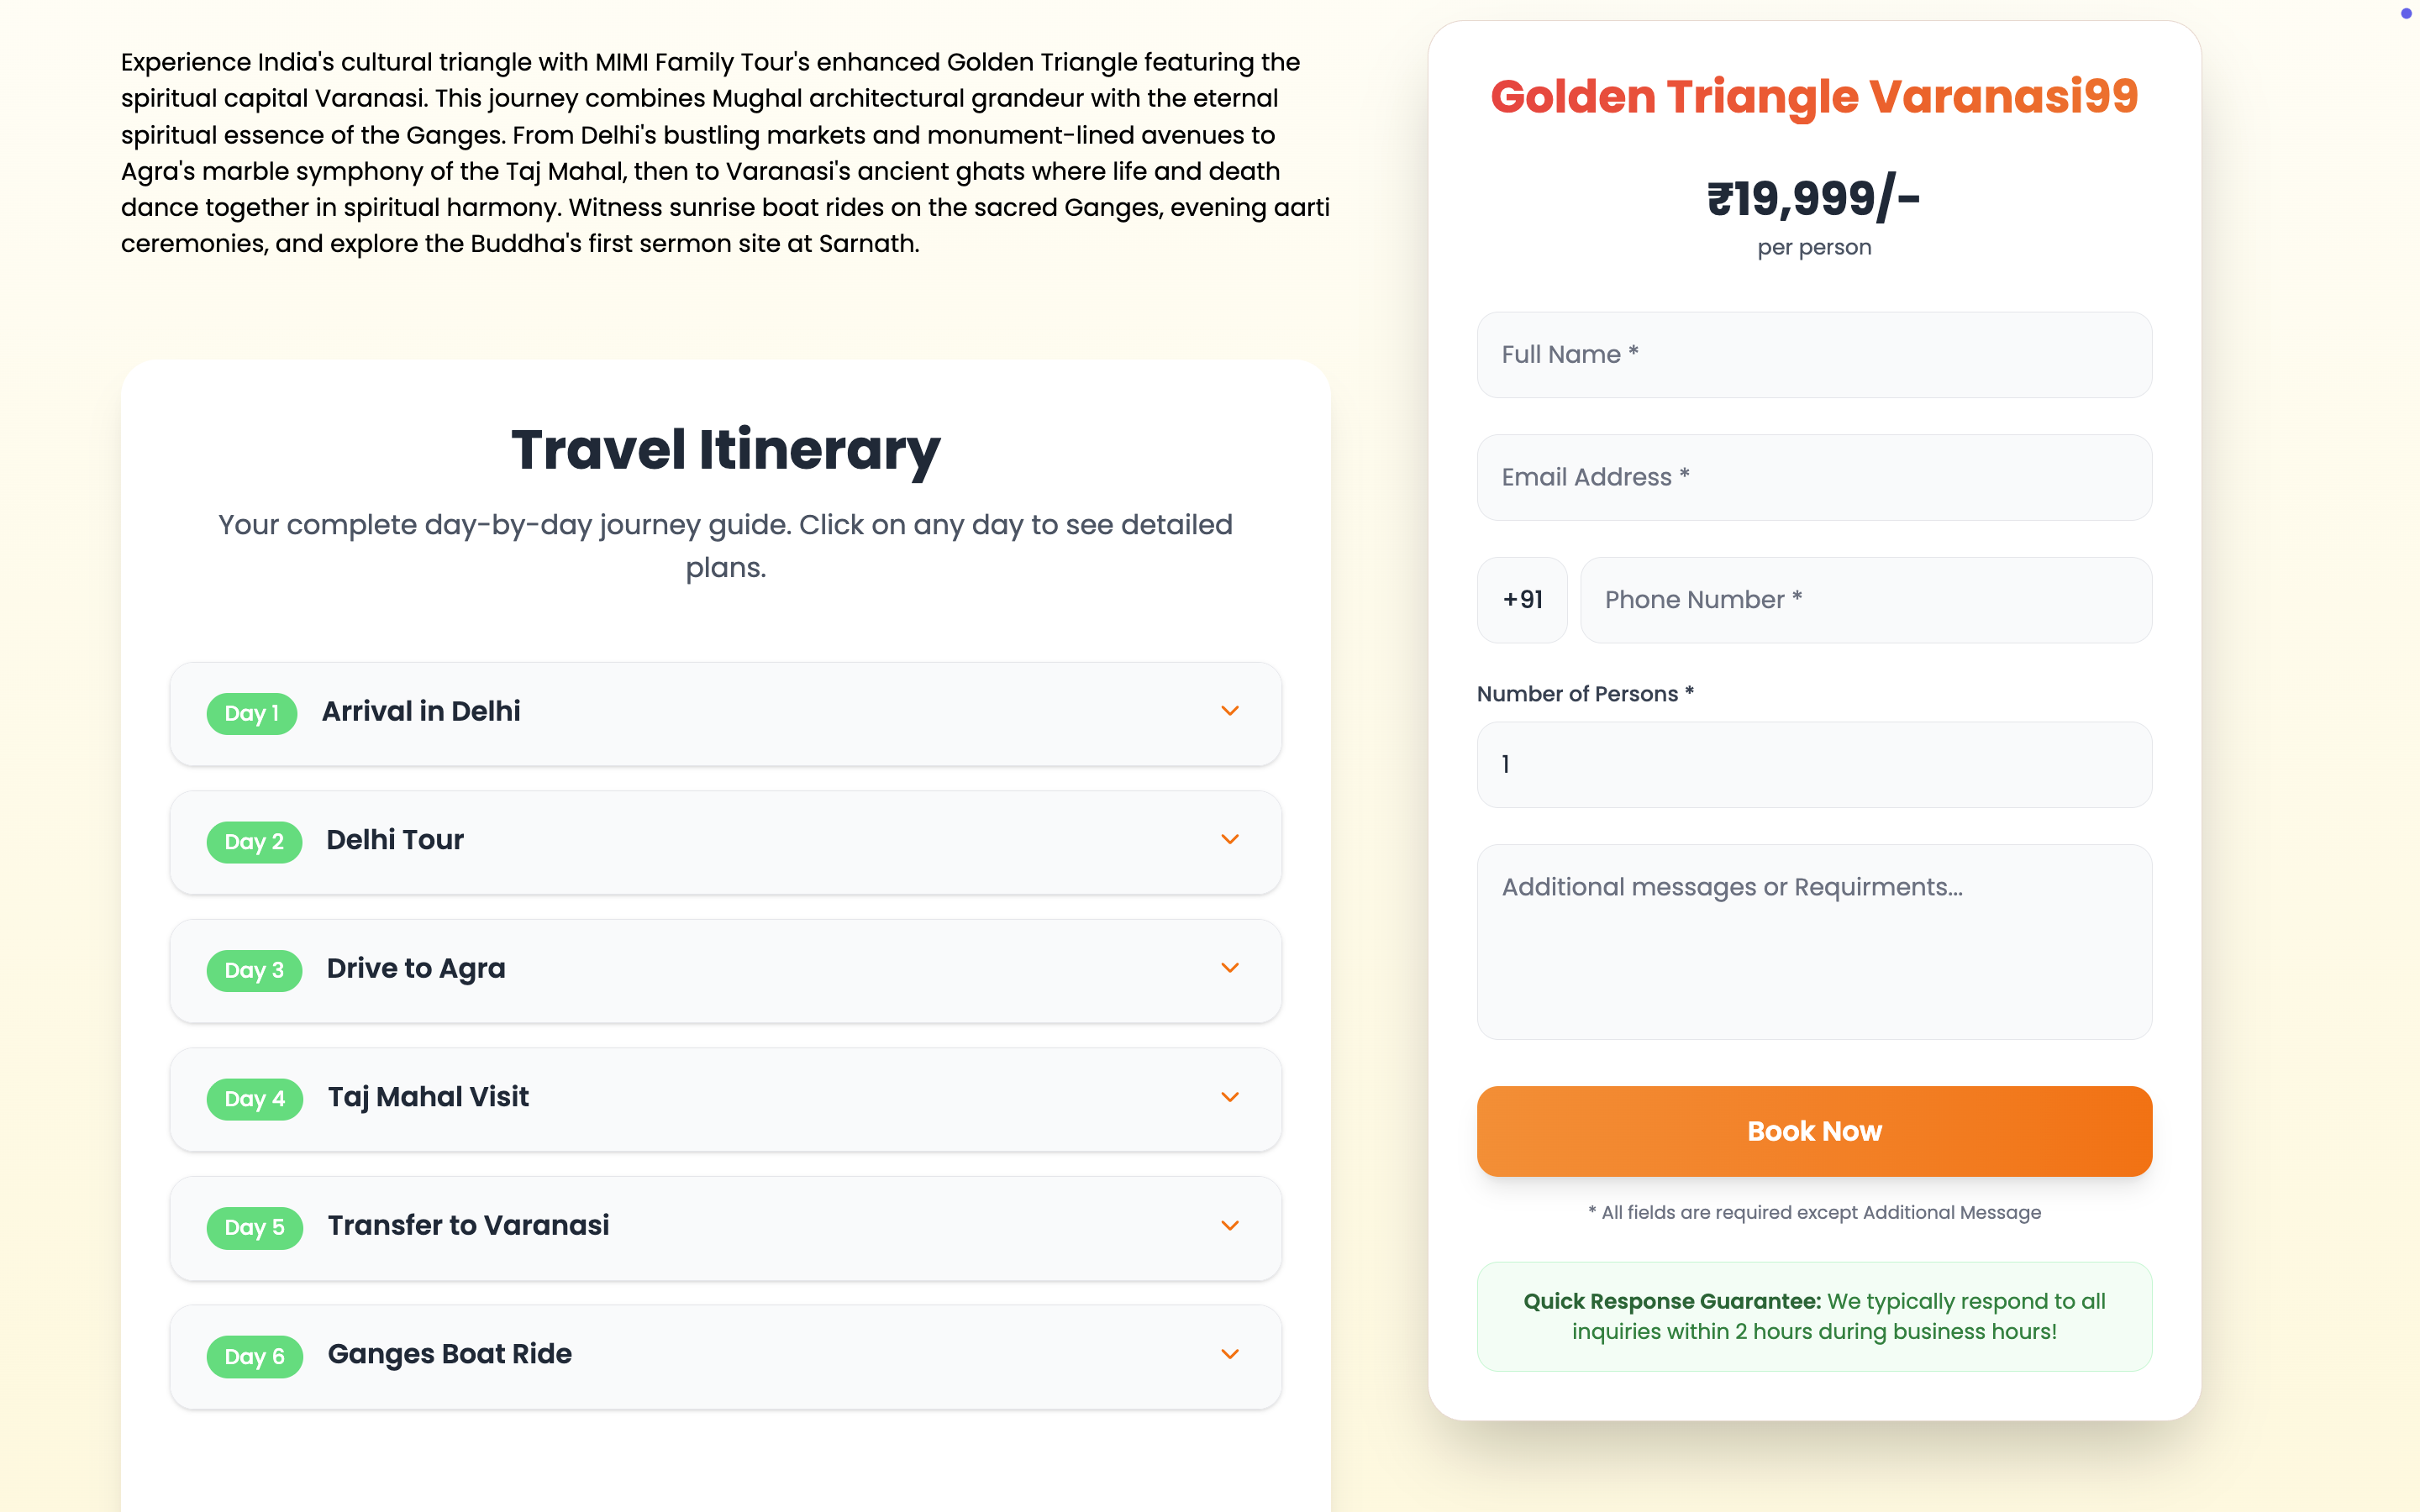 Experience India's cultural triangle with MIMI Family Tour's enhanced Golden Triangle featuring the
spiritual capital Varanasi. This journey combines Mughal architectural grandeur with the eternal
spiritual essence of the Ganges. From Delhi's bustling markets and monument-lined avenues to
Agra's marble symphony of the Taj Mahal, then to Varanasi's ancient ghats where life and death
dance together in spiritual harmony. Witness sunrise boat rides on the sacred Ganges, evening aarti
ceremonies, and explore the Buddha's first sermon site at Sarnath.
Travel Itinerary
Your complete day-by-day journey guide. Click on any day to see detailed
plans.
Day 1 Arrival in Delhi
Day 2 Delhi Tour
Day 3 Drive to Agra
Day 4 Taj Mahal Visit
Day 5 Transfer to Varanasi
Day 6 Ganges Boat Ride
Golden Triangle Varanasi99
₹19,999/-
per person
Full Name *
Email Address *
+91 Phone Number *
Number of Persons *
1
Additional messages or Requirments...
Book Now
* All fields are required except Additional Message
Quick Response Guarantee: We typically respond to all
inquiries within 2 hours during business hours!